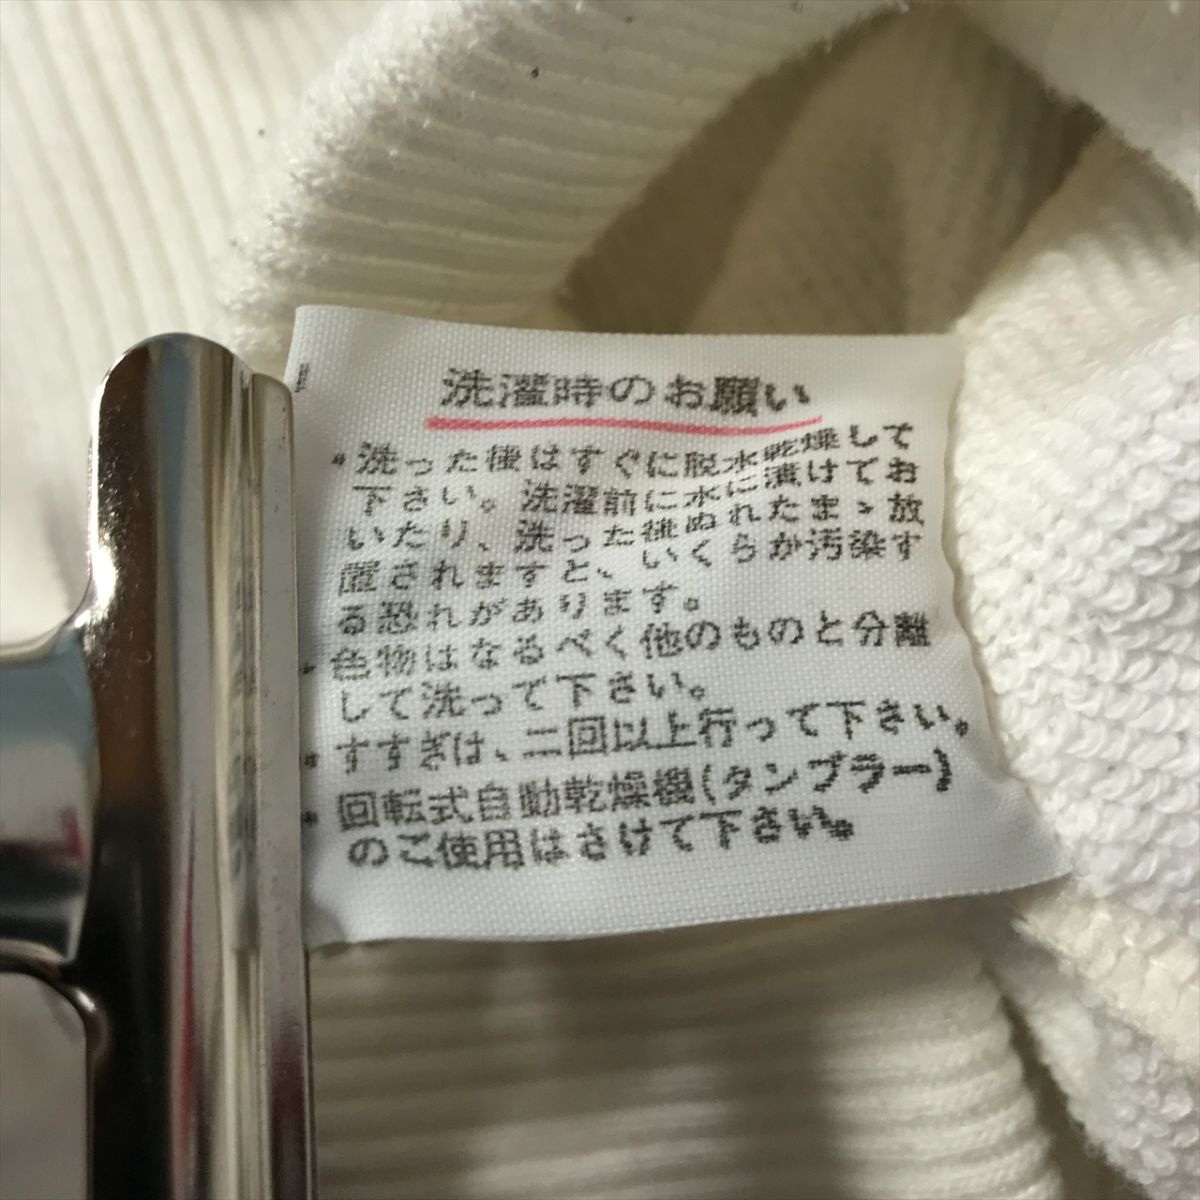 洗濯時のお願い
* 洗った後はすぐに脱水乾燥して
下さい。洗濯前に水に漬けてお
いたり、洗った後ぬれたまゝ放
置されますと、いくらか汚染す
る恐れがあります。
* 色物はなるべく他のものと分離
して洗って下さい。
* すすぎは、二回以上行って下さい。
* 回転式自動乾燥機(タンブラー)
のご使用はさけて下さい。